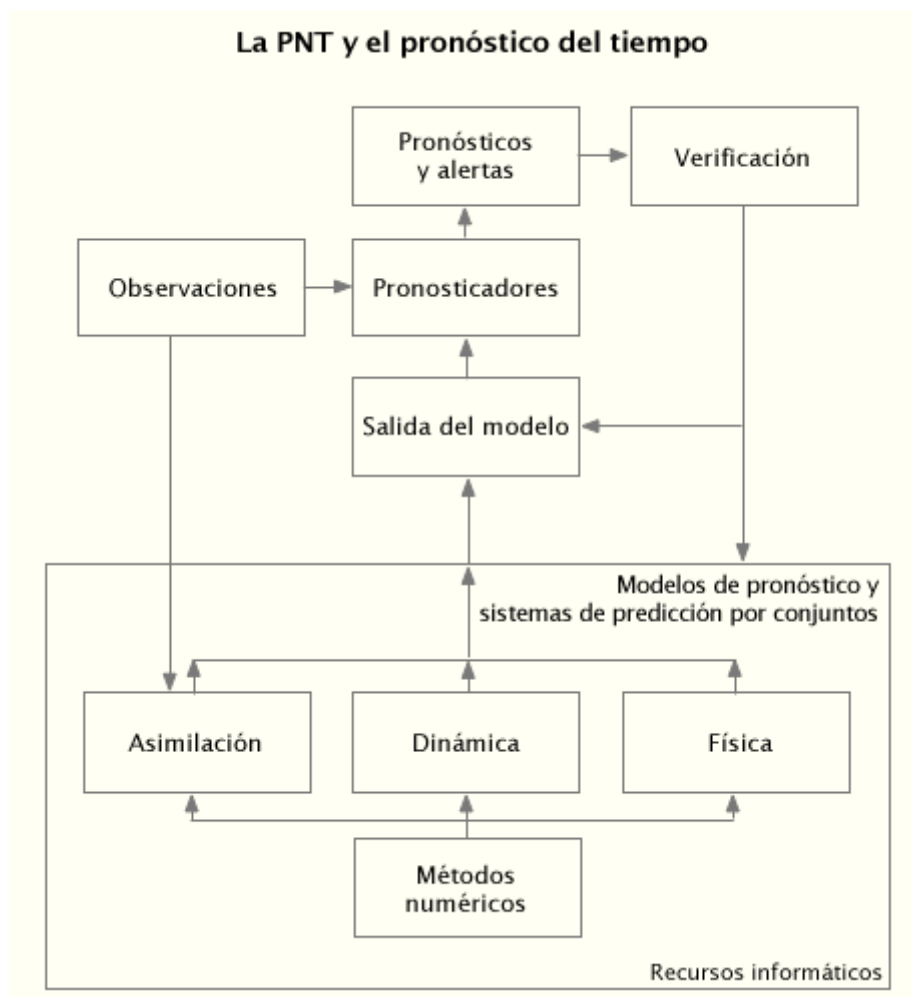 La PNT y el pronóstico del tiempo
Pronósticos
y alertas
Verificación
Observaciones
Pronosticadores
Salida del modelo
Modelos de pronóstico y
sistemas de predicción por conjuntos
Asimilación
Dinámica
Física
Métodos
numéricos
Recursos informáticos